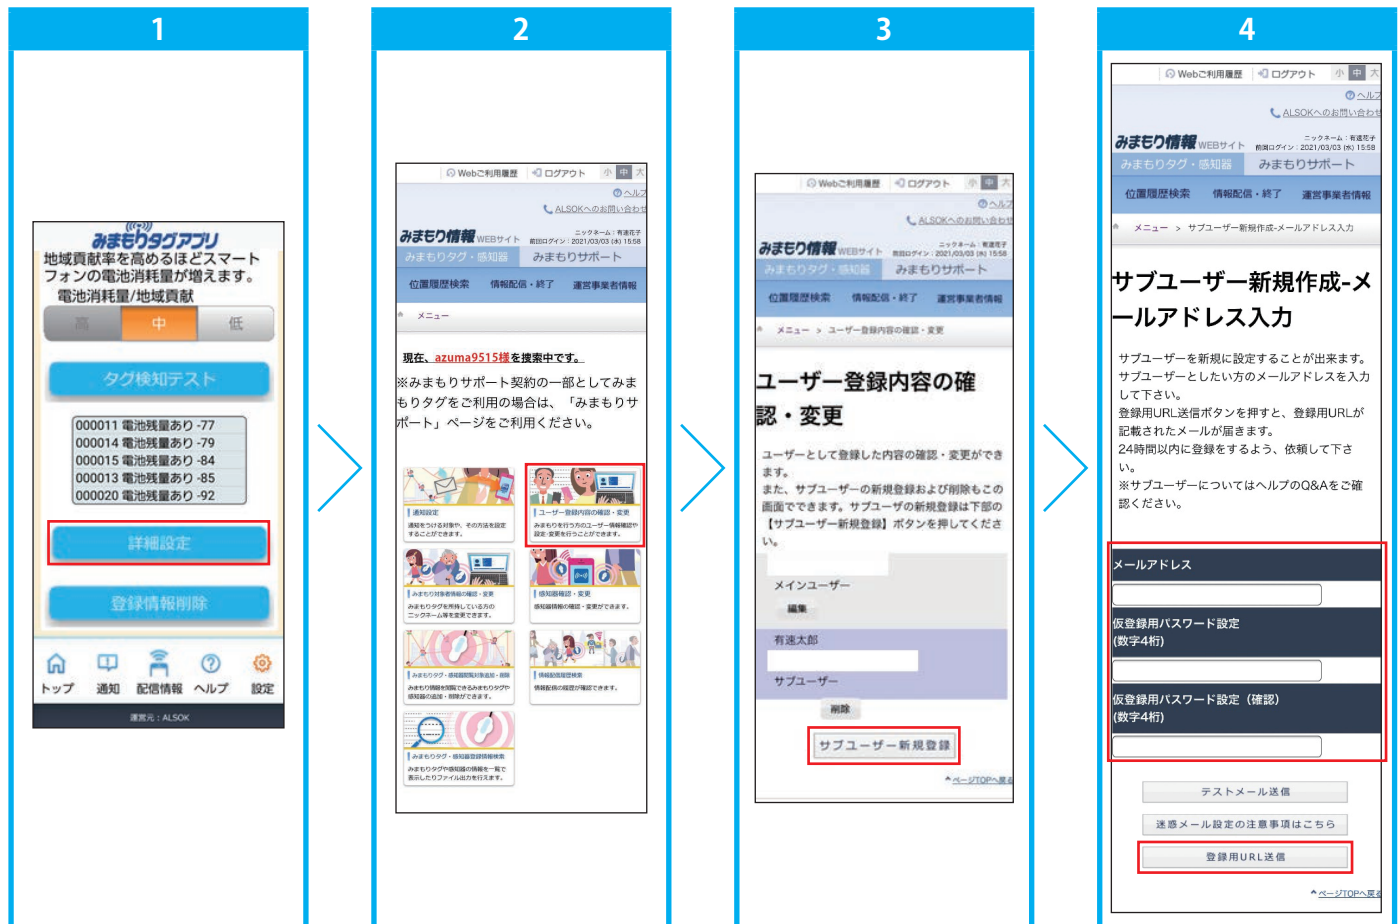 1
みまもりタグアプリ
地域貢献率を高めるほどスマート
フォンの電池消耗量が増えます。
電池消耗量/地域貢献
高 中 低
タグ検知テスト
000011 電池残量あり -77
000014 電池残量あり -79
000015 電池残量あり -84
000013 電池残量あり -85
000020 電池残量あり -92
詳細設定
登録情報削除
トップ 通知 配信情報 ヘルプ 設定
運営元：ALSOK
2
Webご利用履歴 ログアウト 小 中 大
ヘルプ
ALSOKへのお問い合わせ
みまもり情報 WEBサイト
ニックネーム：有速花子
前回ログイン：2021/03/03 (水) 15:58
みまもりタグ・感知器 みまもりサポート
位置履歴検索 情報配信・終了 運営事業者情報
メニュー
現在、azuma9515様を捜索中です。
※みまもりサポート契約の一部としてみま
もりタグをご利用の場合は、「みまもりサ
ポート」ページをご利用ください。
通知設定
通知をつける対象や、その方法を設定
することができます。
ユーザー登録内容の確認・変更
みまもりを行う方のユーザー情報確認や
設定・変更を行うことができます。
みまもり対象者情報の確認・変更
みまもりタグを所持している方の
ニックネーム等を変更できます。
感知器確認・変更
感知器情報の確認・変更ができます。
みまもりタグ・感知器閲覧対象追加・削除
みまもり情報を閲覧できるみまもりタグや
感知器の追加・削除ができます。
情報配信履歴検索
情報配信の履歴が確認できます。
みまもりタグ・感知器登録情報検索
みまもりタグや感知器の情報を一覧で
表示したりファイル出力を行えます。
3
Webご利用履歴 ログアウト 小 中 大
ヘルプ
ALSOKへのお問い合わせ
みまもり情報 WEBサイト
ニックネーム：有速花子
前回ログイン：2021/03/03 (水) 15:58
みまもりタグ・感知器 みまもりサポート
位置履歴検索 情報配信・終了 運営事業者情報
メニュー > ユーザー登録内容の確認・変更
ユーザー登録内容の確
認・変更
ユーザーとして登録した内容の確認・変更ができ
ます。
また、サブユーザーの新規登録および削除もこの
画面でできます。サブユーザの新規登録は下部の
【サブユーザー新規登録】ボタンを押してくださ
い。
メインユーザー
編集
有速太郎
サブユーザー
削除
サブユーザー新規登録
ページTOPへ戻る
4
Webご利用履歴 ログアウト 小 中 大
ヘルプ
ALSOKへのお問い合わせ
みまもり情報 WEBサイト
ニックネーム：有速花子
前回ログイン：2021/03/03 (水) 15:58
みまもりタグ・感知器 みまもりサポート
位置履歴検索 情報配信・終了 運営事業者情報
メニュー > サブユーザー新規作成-メールアドレス入力
サブユーザー新規作成-メ
ールアドレス入力
サブユーザーを新規に設定することが出来ます。
サブユーザーとしたい方のメールアドレスを入力
して下さい。
登録用URL送信ボタンを押すと、登録用URLが
記載されたメールが届きます。
24時間以内に登録をするよう、依頼して下さ
い。
※サブユーザーについてはヘルプのQ&Aをご確
認ください。
メールアドレス
仮登録用パスワード設定
(数字4桁)
仮登録用パスワード設定（確認）
(数字4桁)
テストメール送信
迷惑メール設定の注意事項はこちら
登録用URL送信
ページTOPへ戻る